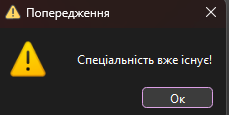 Попередження
Спеціальність вже існує!
Ок